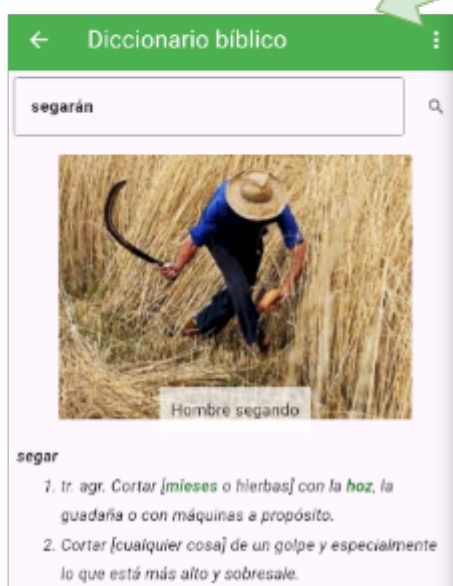 Diccionario bíblico
segarán
Hombre segando
segar
1. tr. agr. Cortar [mieses o hierbas] con la hoz, la
guadaña o con máquinas a propósito.
2. Cortar [cualquier cosa] de un golpe y especialmente
lo que está más alto y sobresale.